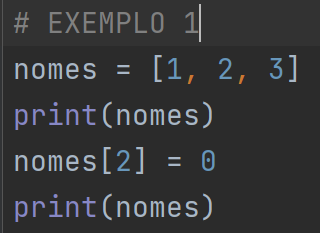 # EXEMPLO 1
nomes = [1, 2, 3]
print(nomes)
nomes[2] = 0
print(nomes)